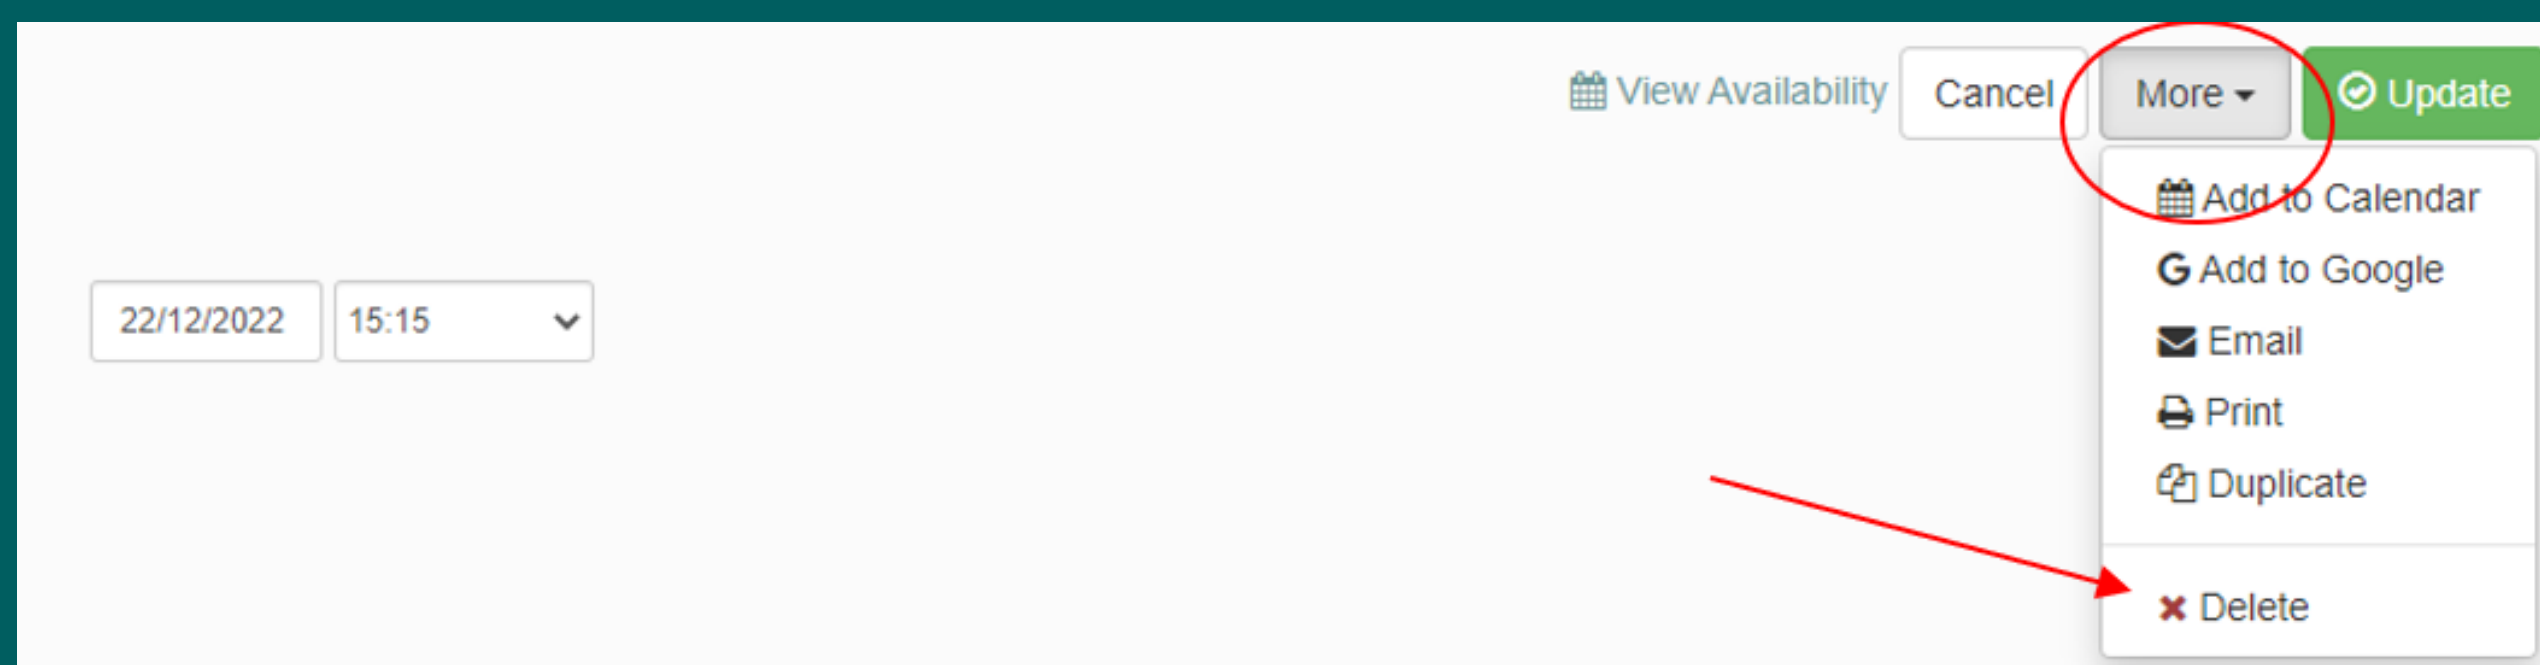 View Availability Cancel More Update
Add to Calendar
Add to Google
22/12/2022 15:15
Email
Print
Duplicate
Delete